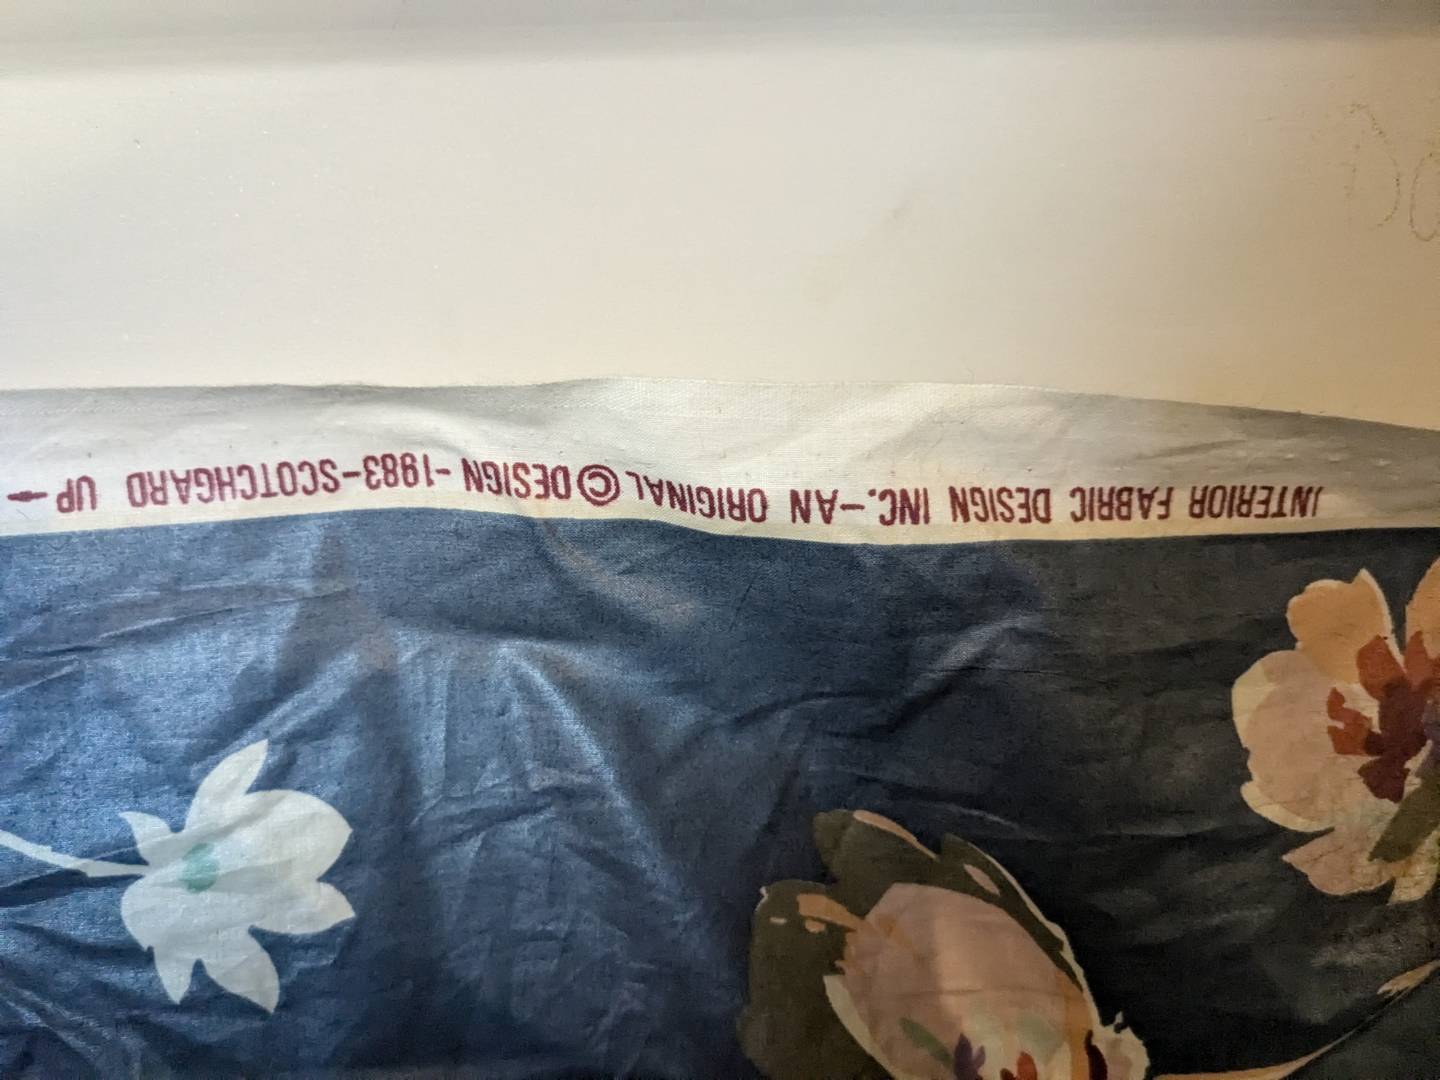 INTERIOR FABRIC DESIGN INC.-AN ORIGINAL © DESIGN -1983-SCOTCHGARD UP→